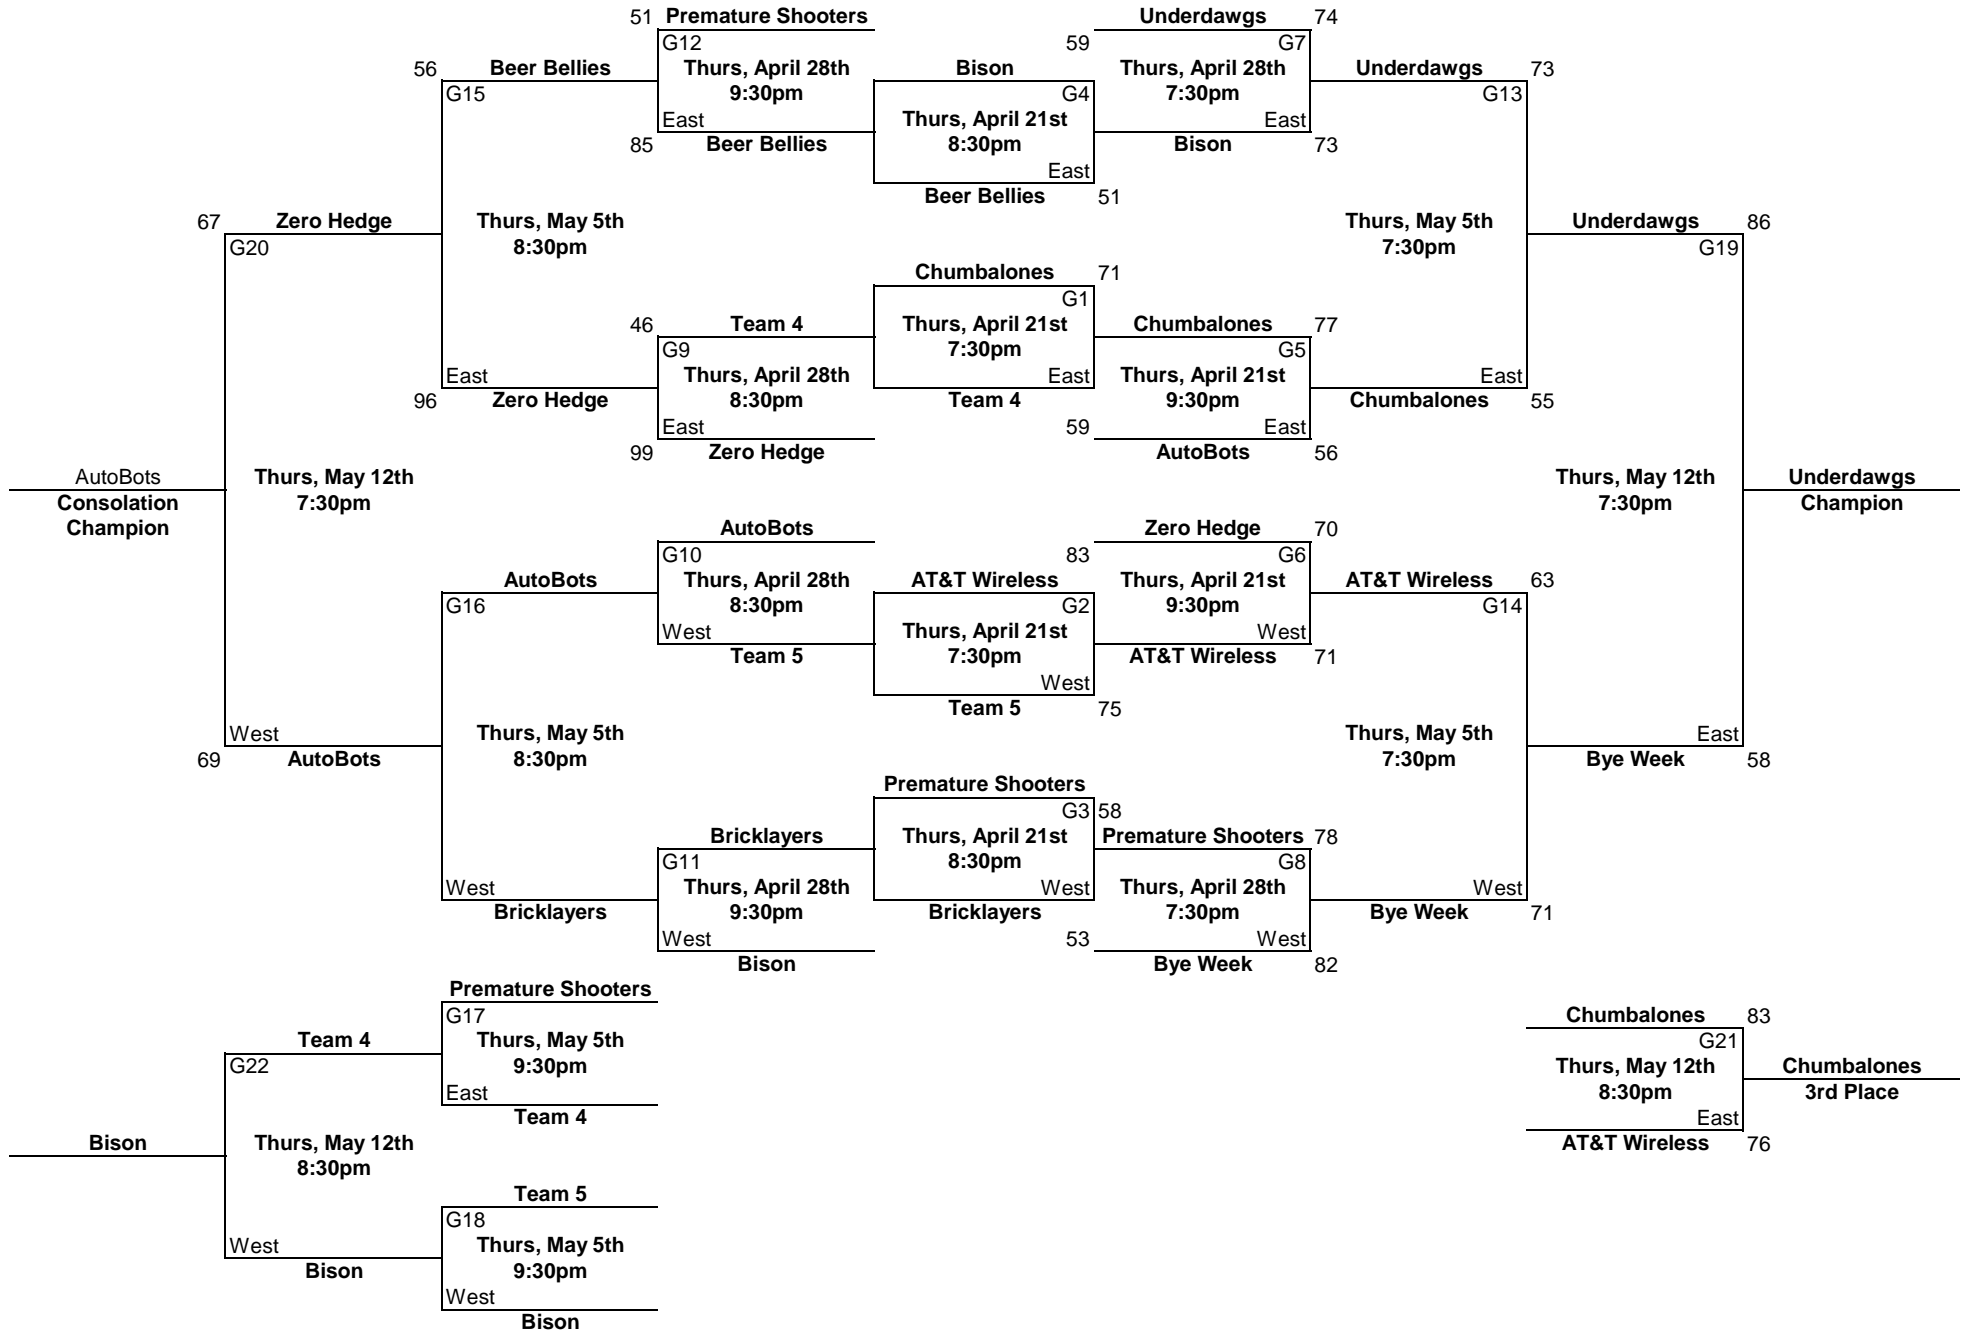 51 Premature Shooters Underdawgs 74
G12 59 G7
56 Beer Bellies Thurs, April 28th Bison Thurs, April 28th Underdawgs 73
G15 9:30pm G4 7:30pm G13
East Thurs, April 21st East
85 Beer Bellies 8:30pm Bison 73
East
Beer Bellies 51
67 Zero Hedge Thurs, May 5th Thurs, May 5th Underdawgs 86
G20 8:30pm 7:30pm G19
Chumbalones 71
G1
46 Team 4 Thurs, April 21st Chumbalones 77
G9 7:30pm G5
East Thurs, April 28th East Thurs, April 21st East
96 Zero Hedge 8:30pm Team 4 9:30pm Chumbalones 55
East 59 East
99 Zero Hedge AutoBots 56
AutoBots Thurs, May 12th Thurs, May 12th Underdawgs
Consolation 7:30pm 7:30pm Champion
Champion AutoBots Zero Hedge 70
G10 83 G6
AutoBots Thurs, April 28th AT&T Wireless Thurs, April 21st AT&T Wireless 63
G16 8:30pm G2 9:30pm G14
West Thurs, April 21st West
Team 5 7:30pm AT&T Wireless 71
West
Team 5 75
West Thurs, May 5th Thurs, May 5th East
69 AutoBots 8:30pm 7:30pm Bye Week 58
Premature Shooters
G3 58
Bricklayers Thurs, April 21st Premature Shooters 78
G11 8:30pm G8
West Thurs, April 28th West Thurs, April 28th West
Bricklayers 9:30pm Bricklayers 7:30pm Bye Week 71
West 53 West
Bison Bye Week 82
Premature Shooters
G17 Chumbalones 83
Team 4 Thurs, May 5th G21
G22 9:30pm Thurs, May 12th Chumbalones
East 8:30pm 3rd Place
Team 4 East
Bison Thurs, May 12th AT&T Wireless 76
8:30pm
Team 5
G18
West Thurs, May 5th
Bison 9:30pm
West
Bison